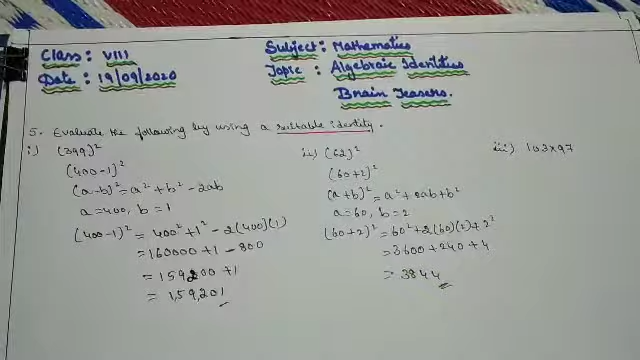 Class: VIII
Date: 19/09/2020
Subject: Mathematics
Topic: Algebraic Identities
Brain Teasers.
5. Evaluate the following by using a suitable identity.
i) (399)²
(400-1)²
(a-b)² = a² + b² - 2ab
a = 400, b = 1
(400-1)² = 400² + 1² - 2(400)(1)
= 160000 + 1 - 800
= 159200 + 1
= 1,59,201
ii) (62)²
(60+2)²
(a+b)² = a² + 2ab + b²
a = 60, b = 2
(60+2)² = 60² + 2(60)(2) + 2²
= 3600 + 240 + 4
= 3844
iii) 103×97